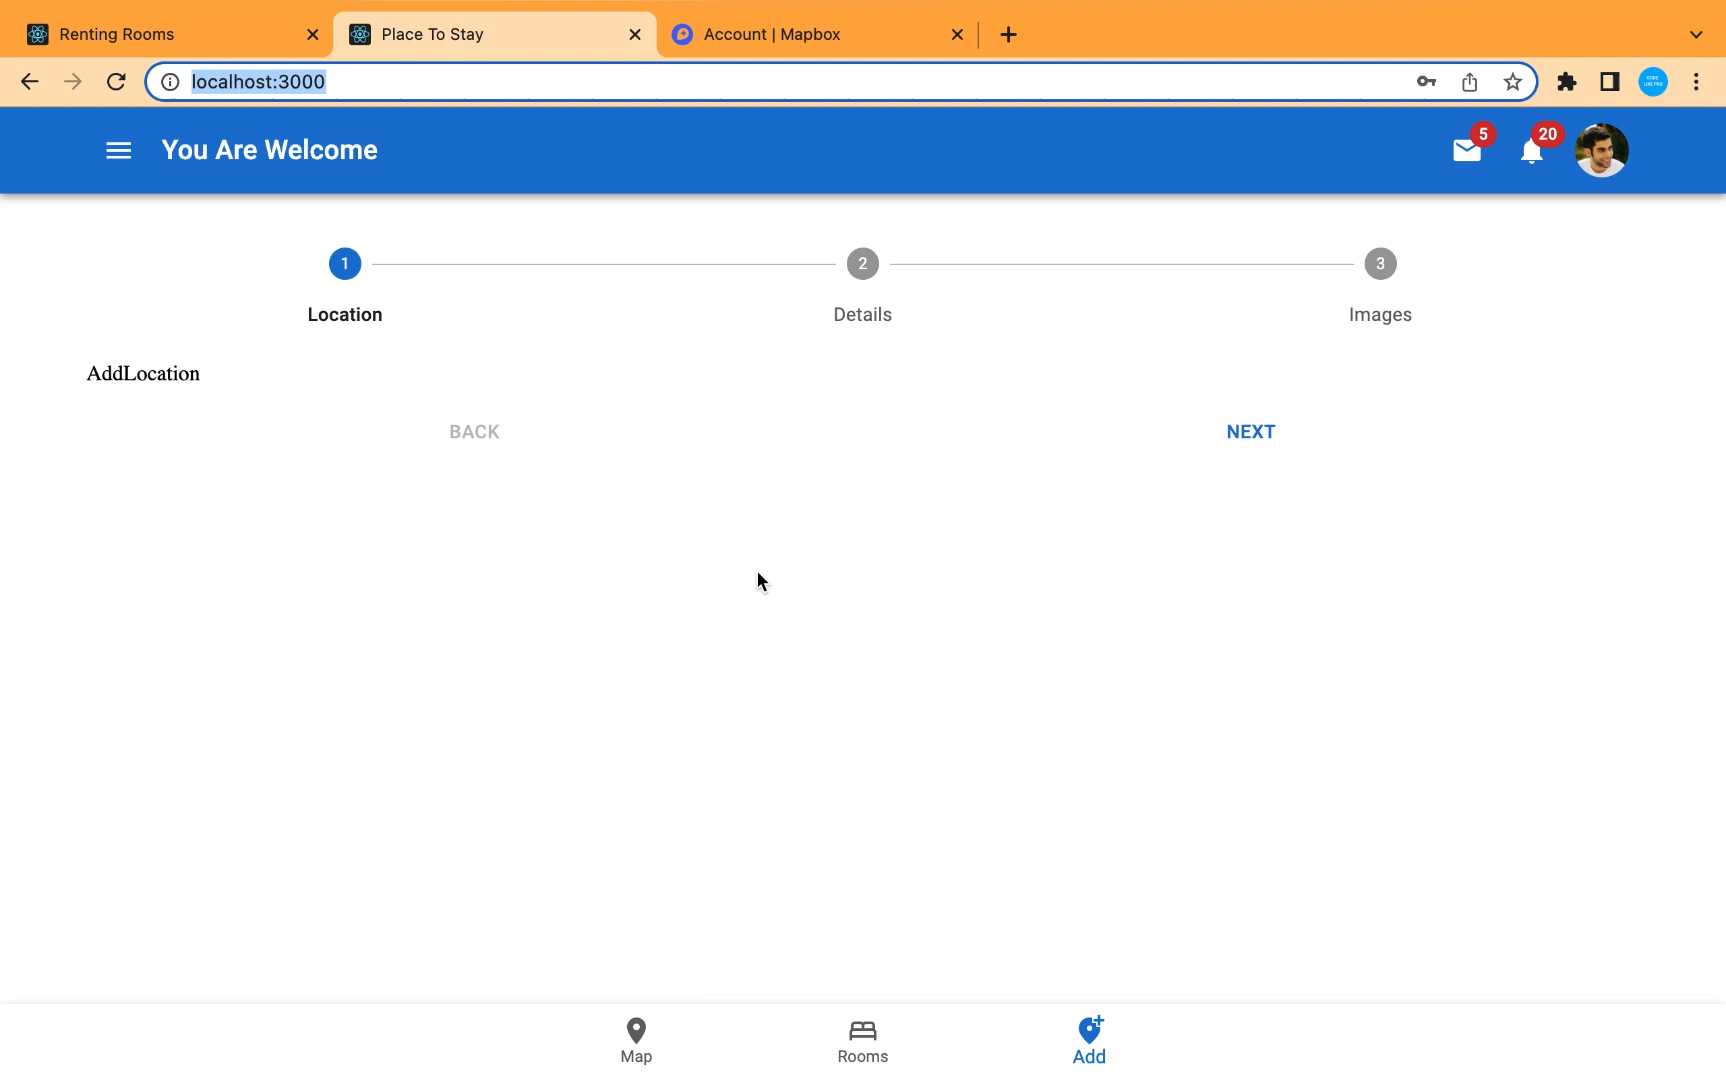 Renting Rooms
Place To Stay
Account | Mapbox
localhost:3000
You Are Welcome
5
20
1
2
3
Location
Details
Images
AddLocation
BACK
NEXT
Map
Rooms
Add